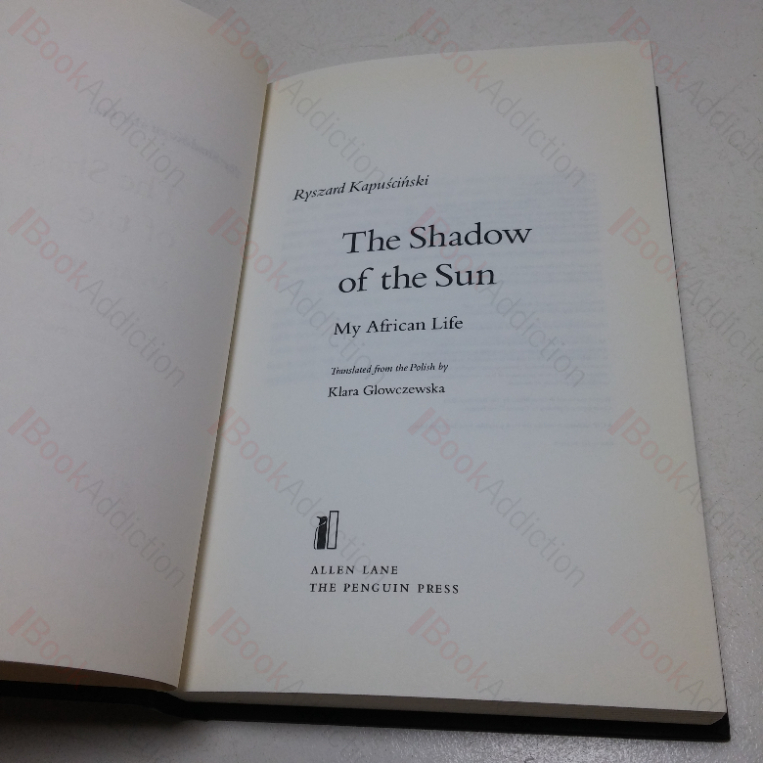 Ryszard Kapuściński
The Shadow
of the Sun
My African Life
Translated from the Polish by
Klara Glowczewska
ALLEN LANE
THE PENGUIN PRESS
BookAddiction